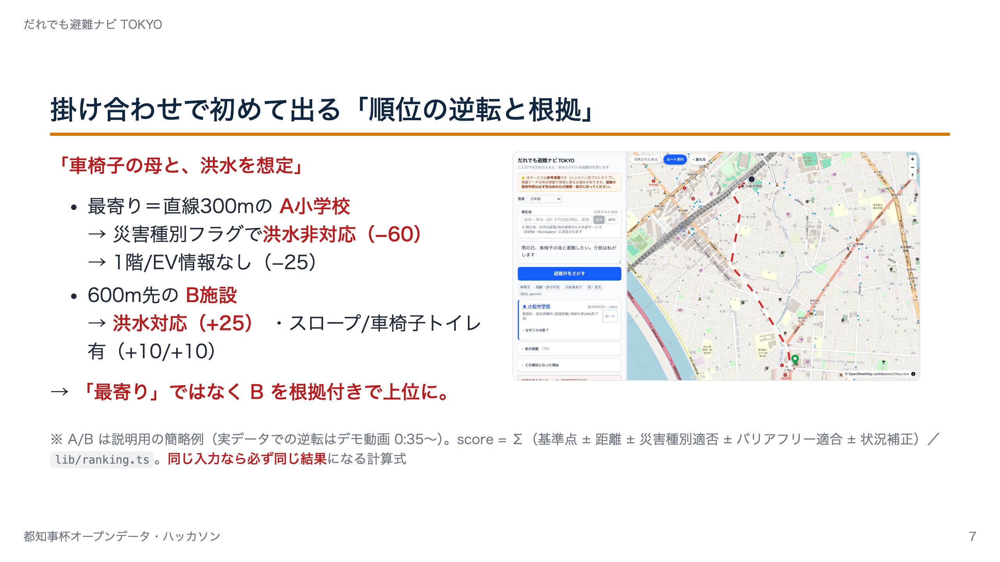 だれでも避難ナビ TOKYO
掛け合わせで初めて出る「順位の逆転と根拠」
「車椅子の母と、洪水を想定」
• 最寄り＝直線300mの A小学校
→ 災害種別フラグで洪水非対応（−60）
→ 1階/EV情報なし（−25）
• 600m先の B施設
→ 洪水対応（+25） ・スロープ/車椅子トイレ
有（+10/+10）
→ 「最寄り」ではなく B を根拠付きで上位に。
だれでも避難ナビ TOKYO
ことばで状況を伝えると、あなたが行ける避難所を探します
⚠ 本サービスは参考情報です（ハッカソン用プロトタイプ）。
掲載データは時点情報で実態と異なる場合があります。避難の
最終判断は必ず自治体の公式情報・指示に従ってください。
言語 日本語
現在地 共有された地点
住所・地名（例: 千代田区神田、新宿 設定 GPS
※ 現在地・住所は経路/地名検索のため外部サービス
（OSRM・Nominatim）に送信されます
雨の日、車椅子の母と避難したい。介助は私が
します
避難所をさがす
車椅子 高齢・歩行不安 介助者あり 雨・荒天
（抽出: gemini）
★ 小松中学校 徒歩約23分・1.9km
葛飾区・指定避難所 (道路距離) 高齢化率24%(町丁
目)
ルート
なぜこの点数？
他の候補 （7件）
この順位になった理由
共有された地点 ルート案内 重ねる
★ 小松中学校
新小岩
松島
中央
本一色
318
14
60
450
450
318
© OpenStreetMap contributors | MapLibre
※ A/B は説明用の簡略例（実データでの逆転はデモ動画 0:35〜）。score = Σ（基準点 ± 距離 ± 災害種別適否 ± バリアフリー適合 ± 状況補正）／
lib/ranking.ts。同じ入力なら必ず同じ結果になる計算式
都知事杯オープンデータ・ハッカソン
7